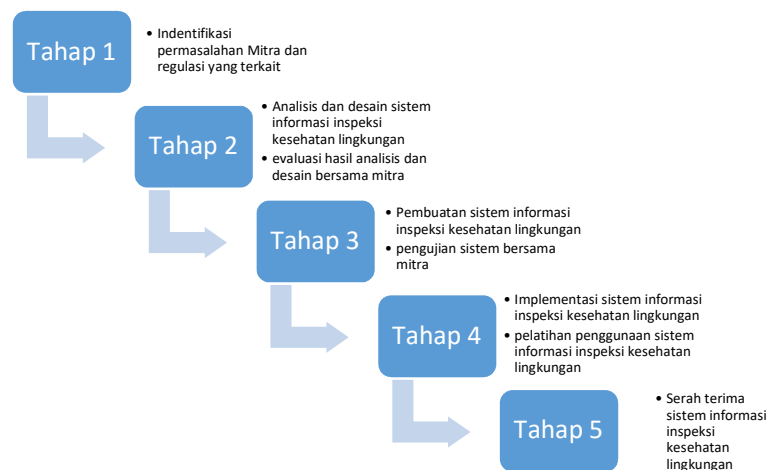 Tahap 1
• Indentifikasi
permasalahan Mitra dan
regulasi yang terkait
Tahap 2
• Analisis dan desain sistem
informasi inspeksi
kesehatan lingkungan
• evaluasi hasil analisis dan
desain bersama mitra
Tahap 3
• Pembuatan sistem informasi
inspeksi kesehatan lingkungan
• pengujian sistem bersama
mitra
Tahap 4
• Implementasi sistem informasi
inspeksi kesehatan lingkungan
• pelatihan penggunaan sistem
informasi inspeksi kesehatan
lingkungan
Tahap 5
• Serah terima
sistem informasi
inspeksi
kesehatan
lingkungan